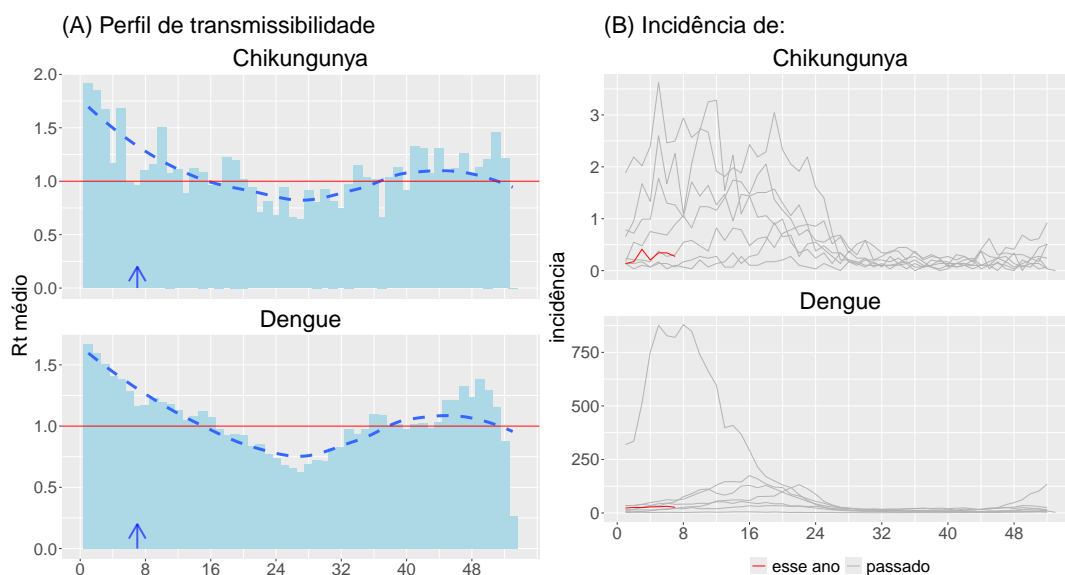 (A) Perfil de transmissibilidade
Chikungunya
2.0
1.5
1.0
0.5
0.0
Dengue
1.5
1.0
0.5
0.0
0 8 16 24 32 40 48
Rt médio
(B) Incidência de:
Chikungunya
3
2
1
0
Dengue
750
500
250
0
0 8 16 24 32 40 48
incidência
esse ano passado